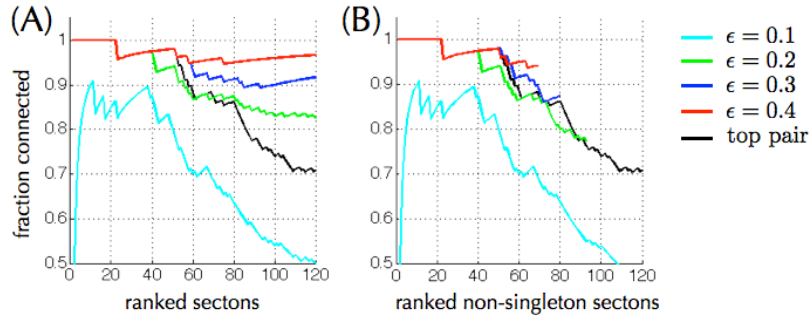 (A)
(B)
fraction connected
1
0.9
0.8
0.7
0.6
0.5
0 20 40 60 80 100 120
ranked sectons
1
0.9
0.8
0.7
0.6
0.5
0 20 40 60 80 100 120
ranked non-singleton sectons
ϵ = 0.1
ϵ = 0.2
ϵ = 0.3
ϵ = 0.4
top pair